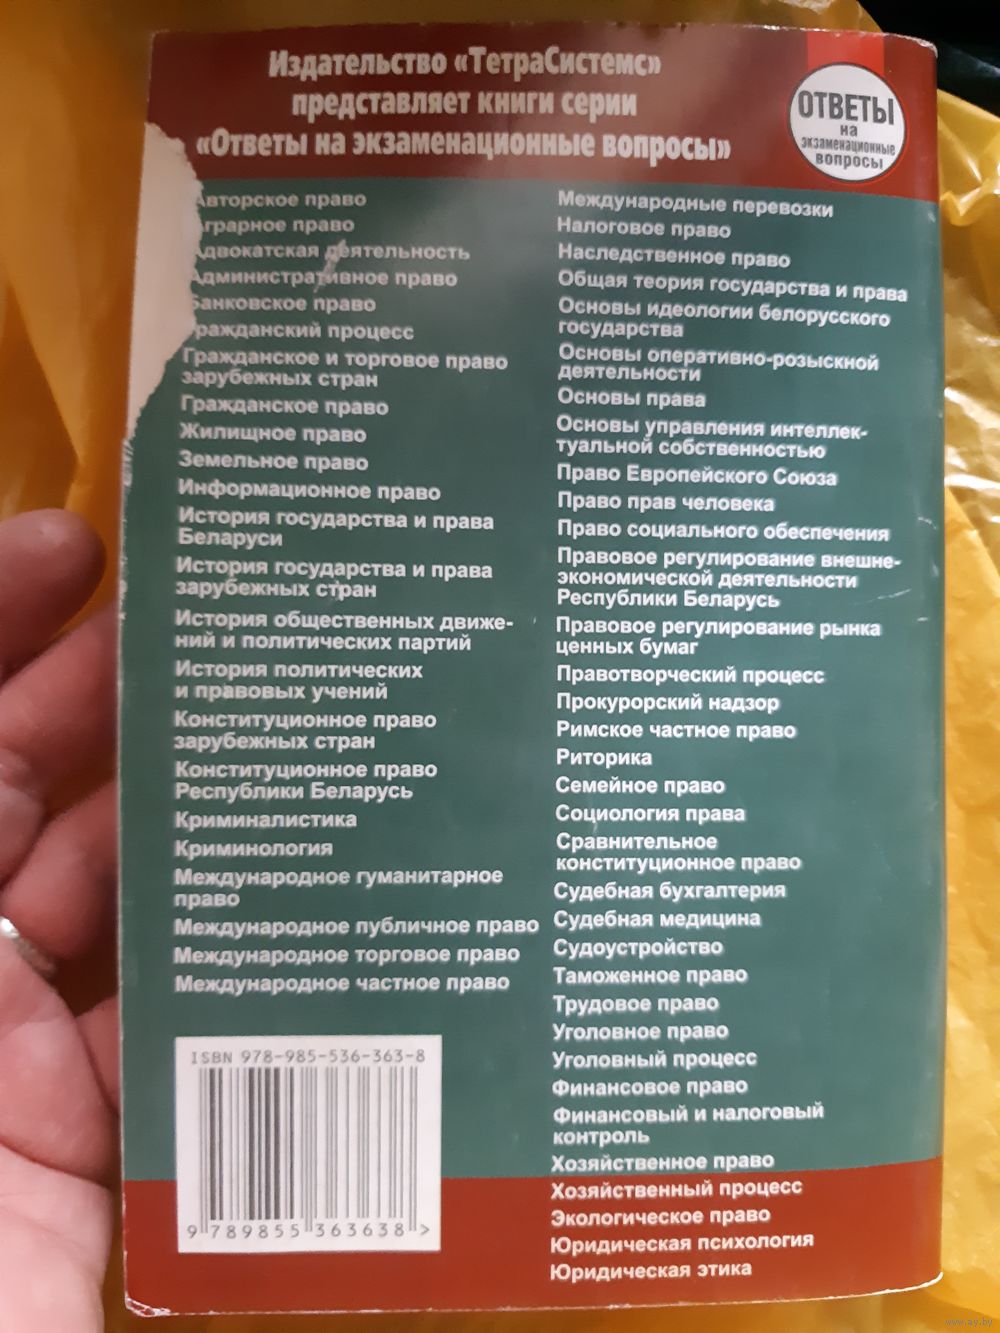 Издательство «ТетраСистемс»
представляет книги серии
«Ответы на экзаменационные вопросы»
ОТВЕТЫ
на
экзаменационные
вопросы
Авторское право
Аграрное право
Адвокатская деятельность
Административное право
Банковское право
Гражданский процесс
Гражданское и торговое право
зарубежных стран
Гражданское право
Жилищное право
Земельное право
Информационное право
История государства и права
Беларуси
История государства и права
зарубежных стран
История общественных движе-
ний и политических партий
История политических
и правовых учений
Конституционное право
зарубежных стран
Конституционное право
Республики Беларусь
Криминалистика
Криминология
Международное гуманитарное
право
Международное публичное право
Международное торговое право
Международное частное право
Международные перевозки
Налоговое право
Наследственное право
Общая теория государства и права
Основы идеологии белорусского
государства
Основы оперативно-розыскной
деятельности
Основы права
Основы управления интеллек-
туальной собственностью
Право Европейского Союза
Право прав человека
Право социального обеспечения
Правовое регулирование внешне-
экономической деятельности
Республики Беларусь
Правовое регулирование рынка
ценных бумаг
Правотворческий процесс
Прокурорский надзор
Римское частное право
Риторика
Семейное право
Социология права
Сравнительное
конституционное право
Судебная бухгалтерия
Судебная медицина
Судоустройство
Таможенное право
Трудовое право
Уголовное право
Уголовный процесс
Финансовое право
Финансовый и налоговый
контроль
Хозяйственное право
Хозяйственный процесс
Экологическое право
Юридическая психология
Юридическая этика
ISBN 978-985-536-363-8
9 789855 363638 >
www.ay.by